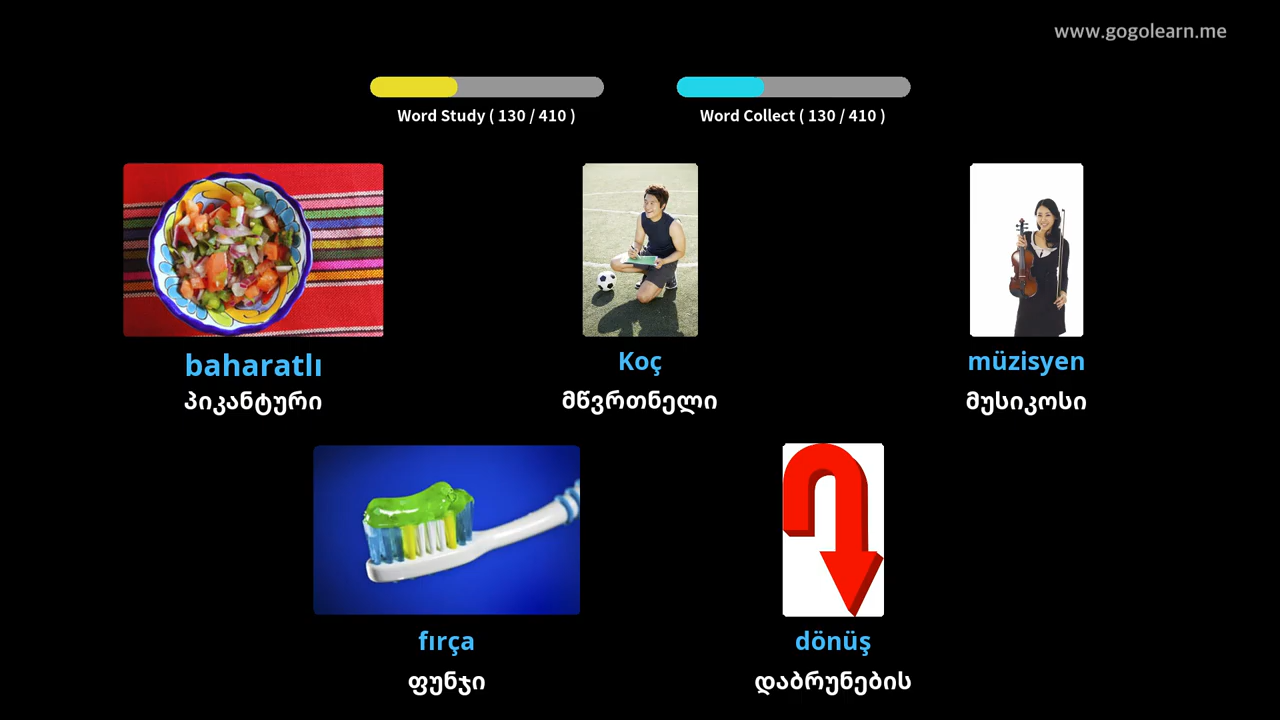 www.gogolearn.me
Word Study ( 130 / 410 )
Word Collect ( 130 / 410 )
baharatlı
პიკანტური
Koç
მწვრთნელი
müzisyen
მუსიკოსი
fırça
ფუნჯი
dönüş
დაბრუნების